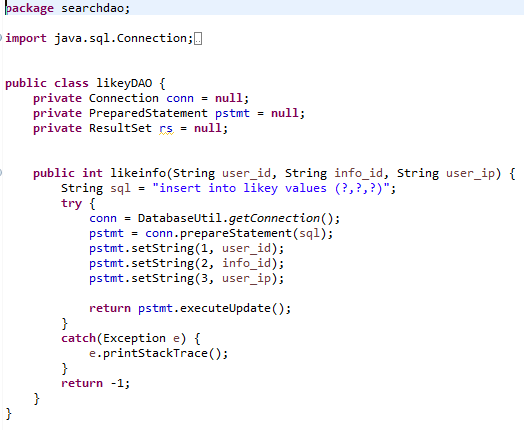 package searchdao;
import java.sql.Connection;
public class likeyDAO {
private Connection conn = null;
private PreparedStatement pstmt = null;
private ResultSet rs = null;
public int likeinfo(String user_id, String info_id, String user_ip) {
String sql = "insert into likey values (?,?,?)";
try {
conn = DatabaseUtil.getConnection();
pstmt = conn.prepareStatement(sql);
pstmt.setString(1, user_id);
pstmt.setString(2, info_id);
pstmt.setString(3, user_ip);
return pstmt.executeUpdate();
}
catch(Exception e) {
e.printStackTrace();
}
return -1;
}
}